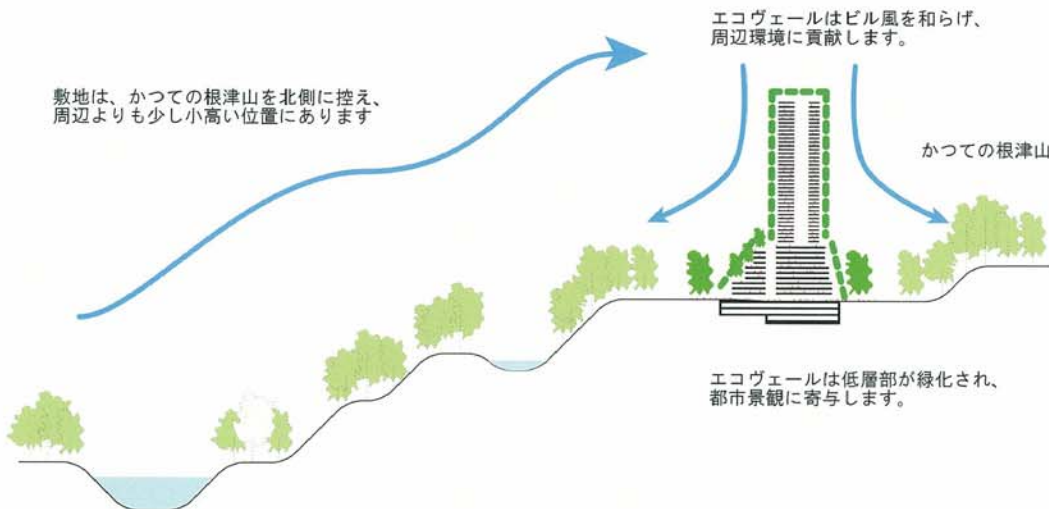 エコヴェールはビル風を和らげ、
周辺環境に貢献します。
敷地は、かつての根津山を北側に控え、
周辺よりも少し小高い位置にあります
かつての根津山
エコヴェールは低層部が緑化され、
都市景観に寄与します。